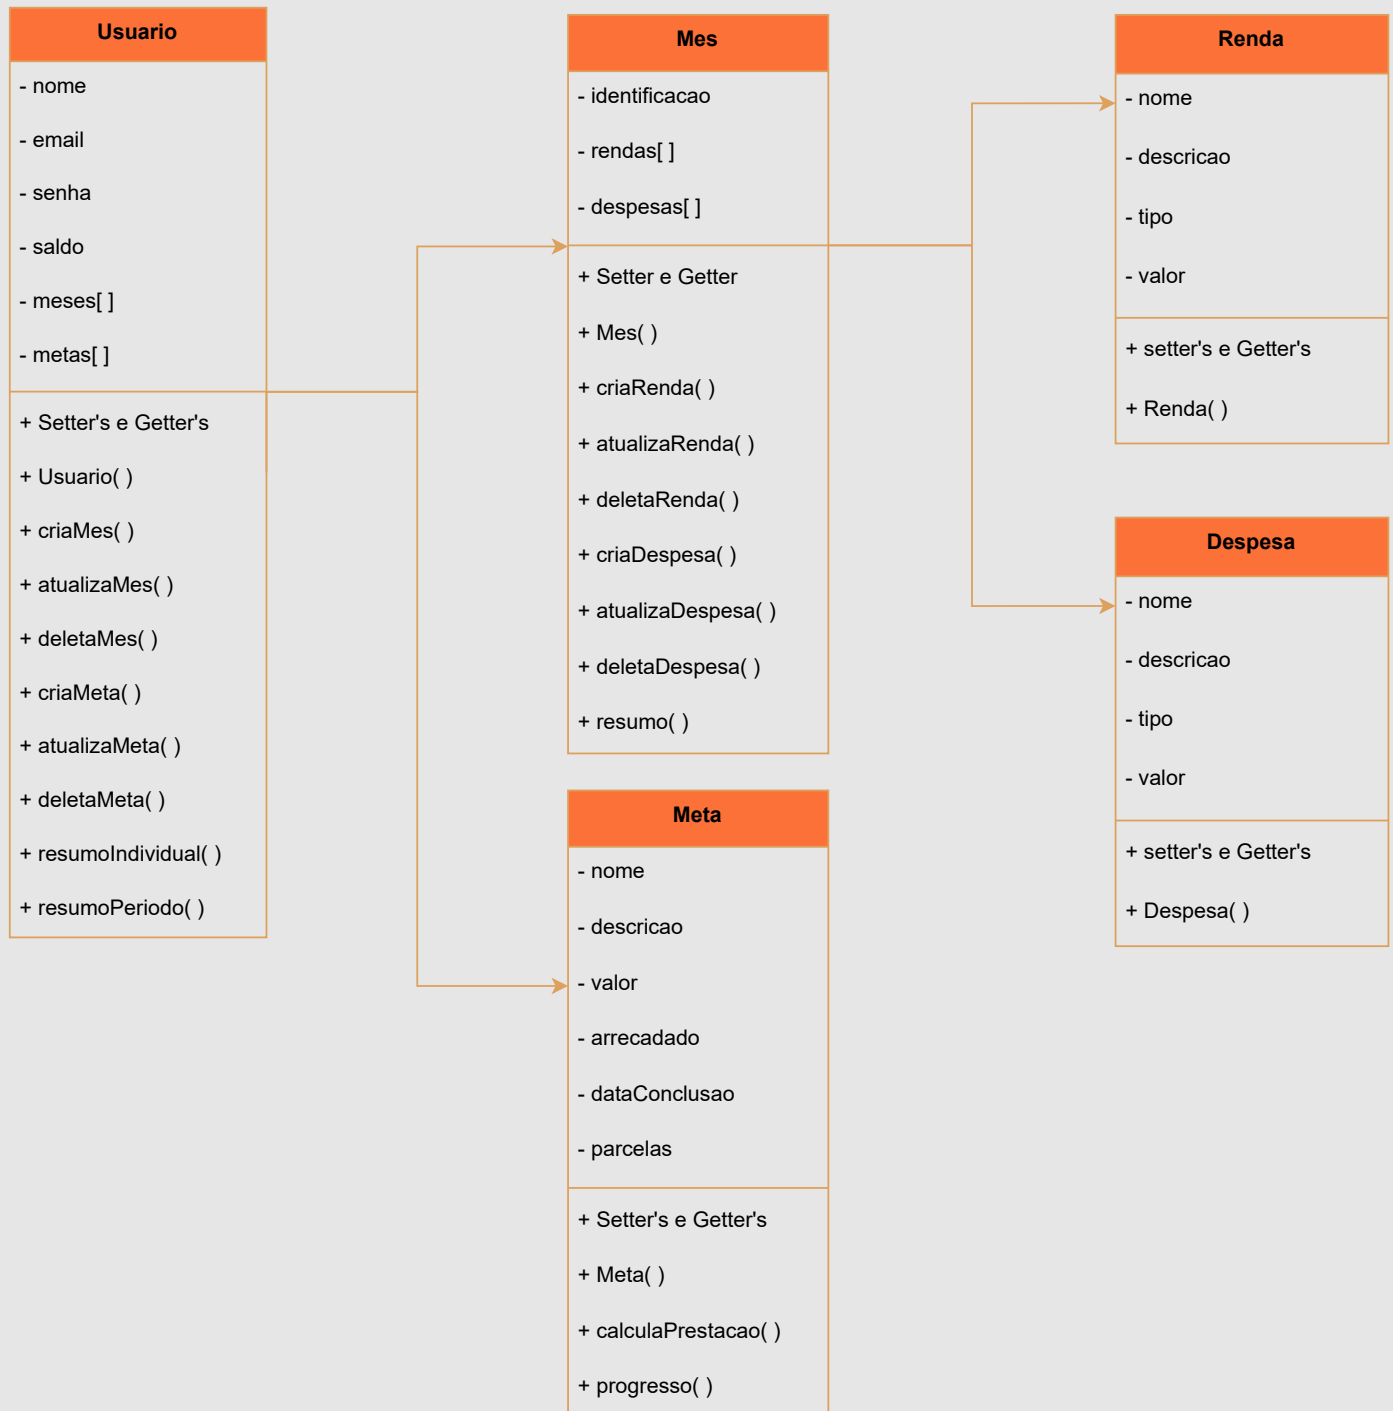 Usuario
- nome
- email
- senha
- saldo
- meses[ ]
- metas[ ]
+ Setter's e Getter's
+ Usuario( )
+ criaMes( )
+ atualizaMes( )
+ deletaMes( )
+ criaMeta( )
+ atualizaMeta( )
+ deletaMeta( )
+ resumoIndividual( )
+ resumoPeriodo( )
Mes
- identificacao
- rendas[ ]
- despesas[ ]
+ Setter e Getter
+ Mes( )
+ criaRenda( )
+ atualizaRenda( )
+ deletaRenda( )
+ criaDespesa( )
+ atualizaDespesa( )
+ deletaDespesa( )
+ resumo( )
Meta
- nome
- descricao
- valor
- arrecadado
- dataConclusao
- parcelas
+ Setter's e Getter's
+ Meta( )
+ calculaPrestacao( )
+ progresso( )
Renda
- nome
- descricao
- tipo
- valor
+ setter's e Getter's
+ Renda( )
Despesa
- nome
- descricao
- tipo
- valor
+ setter's e Getter's
+ Despesa( )